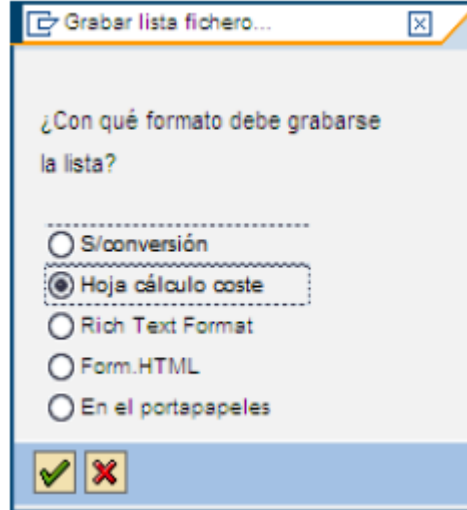 Grabar lista fichero...
¿Con qué formato debe grabarse
la lista?
S/conversión
Hoja cálculo coste
Rich Text Format
Form.HTML
En el portapapeles